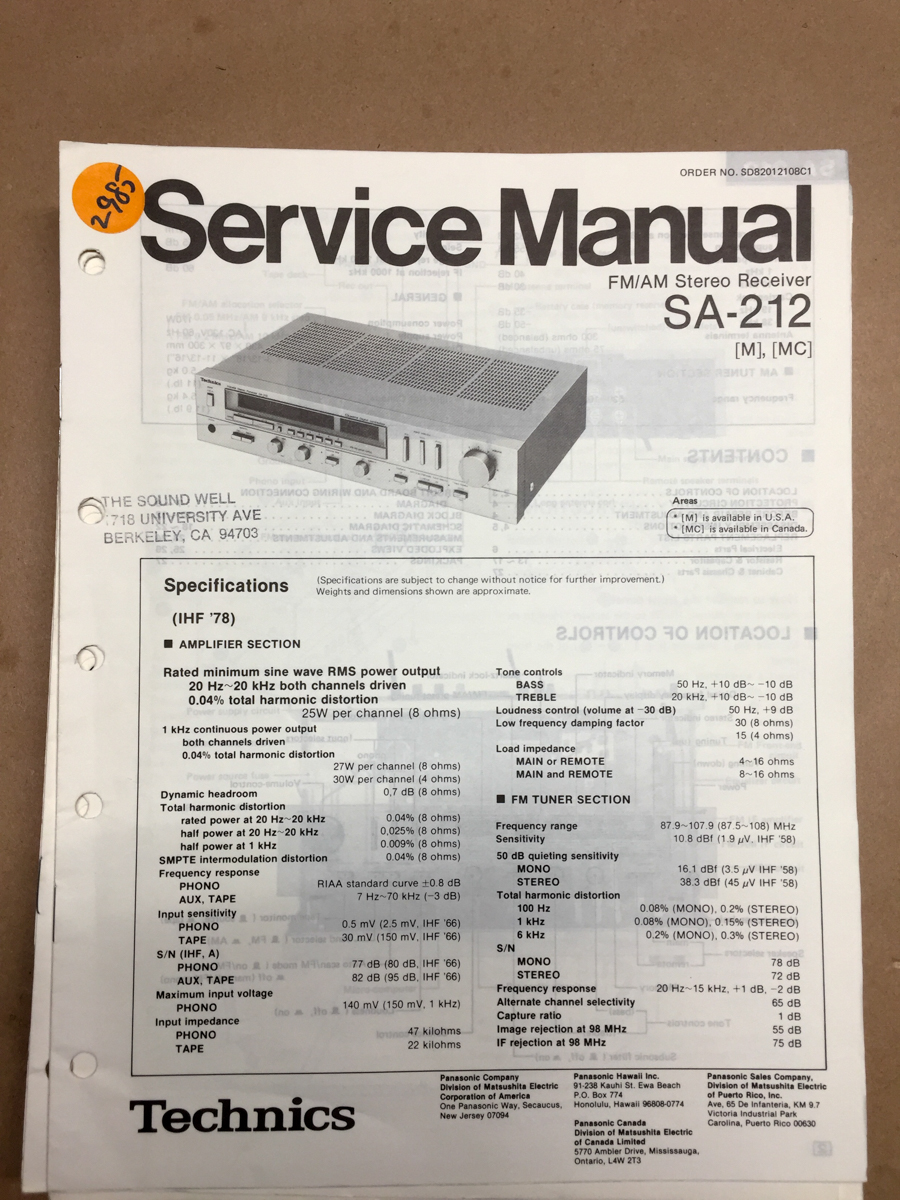 2985
ORDER NO. SD82012108C1
Service Manual
FM/AM Stereo Receiver
SA-212
[M], [MC]
Technics
THE SOUND WELL
1718 UNIVERSITY AVE
BERKELEY, CA 94703
Areas
* [M] is available in U.S.A.
* [MC] is available in Canada.
Specifications
(Specifications are subject to change without notice for further improvement.)
Weights and dimensions shown are approximate.
(IHF '78)
■ AMPLIFIER SECTION
Rated minimum sine wave RMS power output
20 Hz~20 kHz both channels driven
0.04% total harmonic distortion
25W per channel (8 ohms)
1 kHz continuous power output
both channels driven
0.04% total harmonic distortion
27W per channel (8 ohms)
30W per channel (4 ohms)
Dynamic headroom 0,7 dB (8 ohms)
Total harmonic distortion
rated power at 20 Hz~20 kHz 0.04% (8 ohms)
half power at 20 Hz~20 kHz 0,025% (8 ohms)
half power at 1 kHz 0.009% (8 ohms)
SMPTE intermodulation distortion 0.04% (8 ohms)
Frequency response
PHONO RIAA standard curve ±0.8 dB
AUX, TAPE 7 Hz~70 kHz (−3 dB)
Input sensitivity
PHONO 0.5 mV (2.5 mV, IHF '66)
TAPE 30 mV (150 mV, IHF '66)
S/N (IHF, A)
PHONO 77 dB (80 dB, IHF '66)
AUX, TAPE 82 dB (95 dB, IHF '66)
Maximum input voltage
PHONO 140 mV (150 mV, 1 kHz)
Input impedance
PHONO 47 kilohms
TAPE 22 kilohms
Tone controls
BASS 50 Hz, +10 dB~ −10 dB
TREBLE 20 kHz, +10 dB~ −10 dB
Loudness control (volume at −30 dB) 50 Hz, +9 dB
Low frequency damping factor 30 (8 ohms)
15 (4 ohms)
Load impedance
MAIN or REMOTE 4~16 ohms
MAIN and REMOTE 8~16 ohms
■ FM TUNER SECTION
Frequency range 87.9~107.9 (87.5~108) MHz
Sensitivity 10.8 dBf (1.9 μV, IHF '58)
50 dB quieting sensitivity
MONO 16.1 dBf (3.5 μV IHF '58)
STEREO 38.3 dBf (45 μV IHF '58)
Total harmonic distortion
100 Hz 0.08% (MONO), 0.2% (STEREO)
1 kHz 0.08% (MONO), 0.15% (STEREO)
6 kHz 0.2% (MONO), 0.3% (STEREO)
S/N
MONO 78 dB
STEREO 72 dB
Frequency response 20 Hz~15 kHz, +1 dB, −2 dB
Alternate channel selectivity 65 dB
Capture ratio 1 dB
Image rejection at 98 MHz 55 dB
IF rejection at 98 MHz 75 dB
Technics
Panasonic Company
Division of Matsushita Electric
Corporation of America
One Panasonic Way, Secaucus,
New Jersey 07094
Panasonic Hawaii Inc.
91-238 Kauhi St. Ewa Beach
P.O. Box 774
Honolulu, Hawaii 96808-0774
Panasonic Canada
Division of Matsushita Electric
of Canada Limited
5770 Ambler Drive, Mississauga,
Ontario, L4W 2T3
Panasonic Sales Company,
Division of Matsushita Electric
of Puerto Rico, Inc.
Ave, 65 De Infanteria, KM 9.7
Victoria Industrial Park
Carolina, Puerto Rico 00630